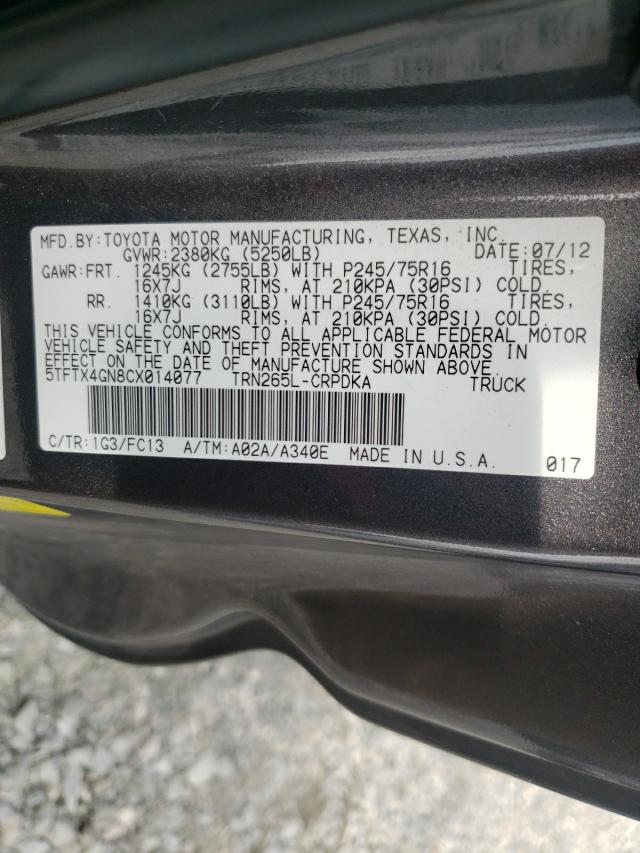 MFD.BY:TOYOTA MOTOR MANUFACTURING, TEXAS, INC.
GVWR:2380KG (5250LB) DATE:07/12
GAWR:FRT. 1245KG (2755LB) WITH P245/75R16 TIRES,
16X7J RIMS, AT 210KPA (30PSI) COLD.
RR. 1410KG (3110LB) WITH P245/75R16 TIRES,
16X7J RIMS, AT 210KPA (30PSI) COLD.
THIS VEHICLE CONFORMS TO ALL APPLICABLE FEDERAL MOTOR
VEHICLE SAFETY AND THEFT PREVENTION STANDARDS IN
EFFECT ON THE DATE OF MANUFACTURE SHOWN ABOVE.
5TFTX4GN8CX014077 TRN265L-CRPDKA TRUCK
C/TR:1G3/FC13 A/TM:A02A/A340E MADE IN U.S.A. 017